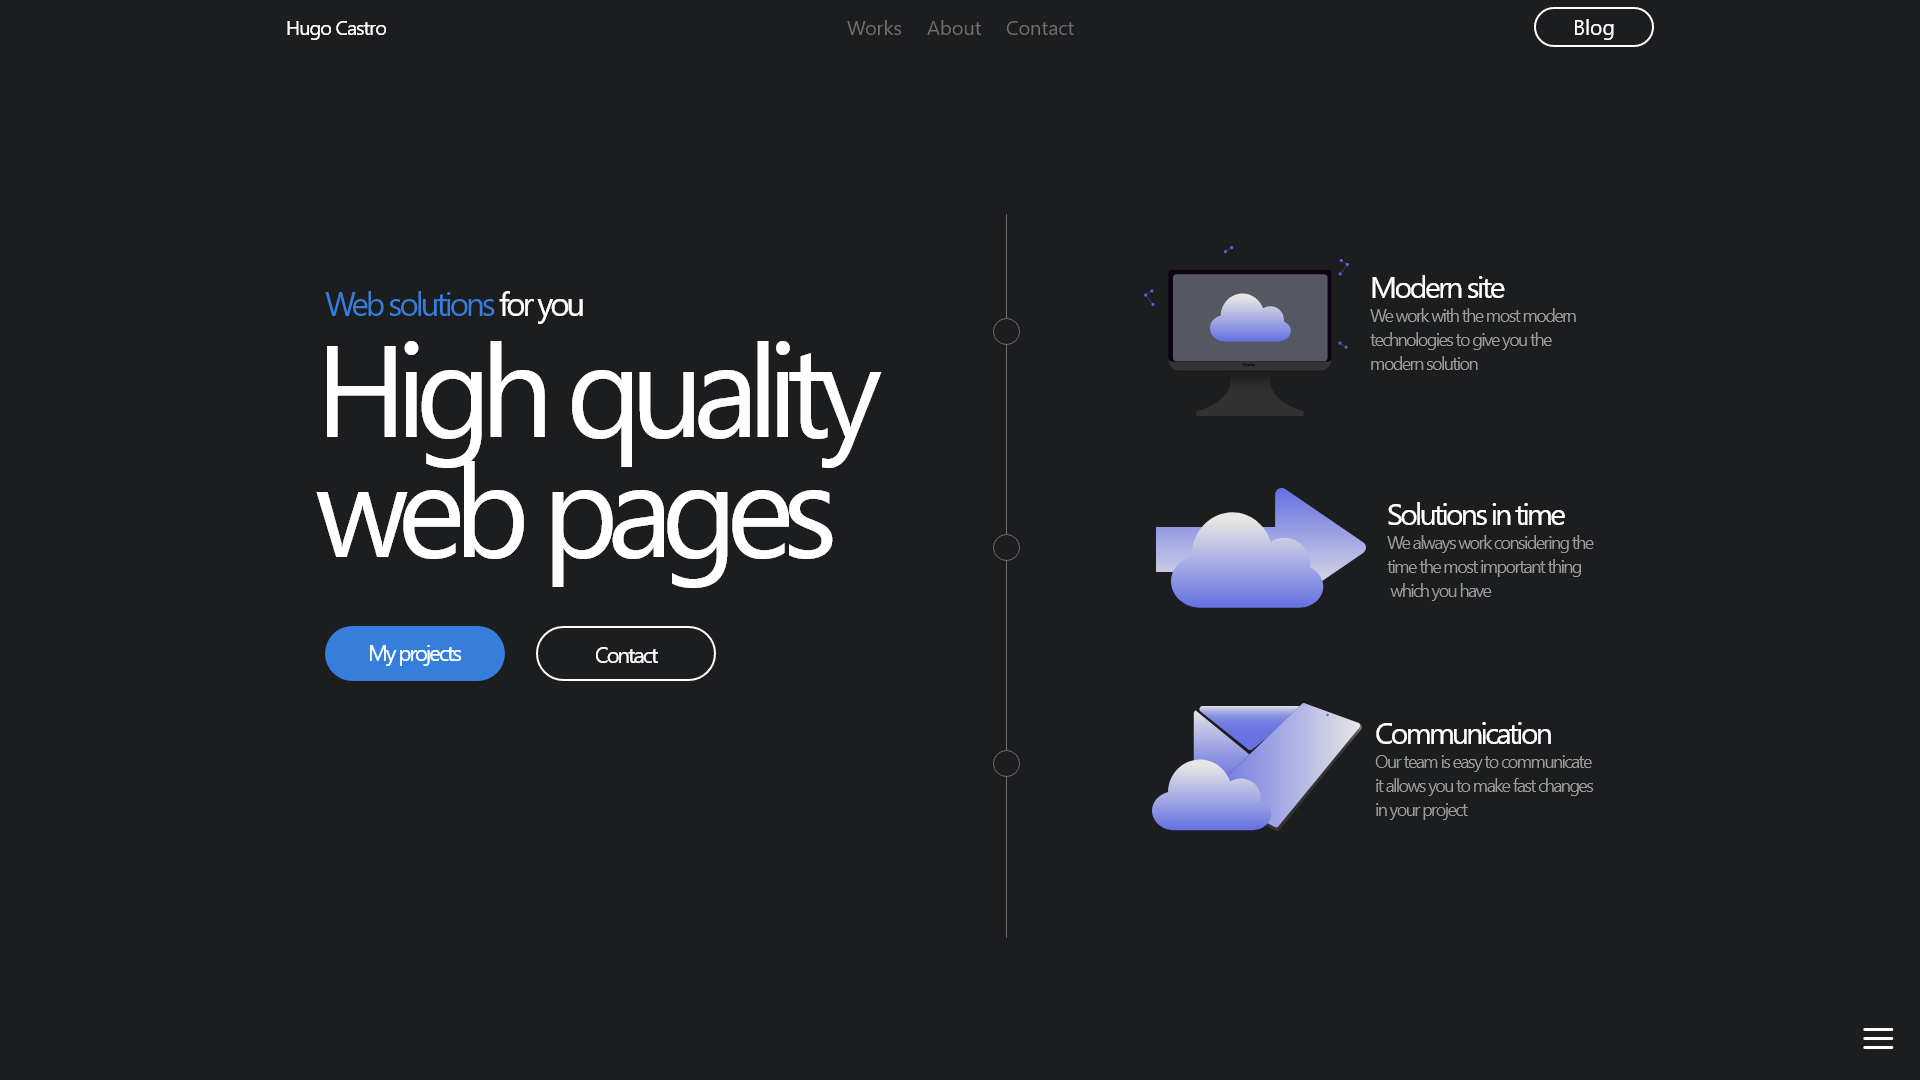 Hugo Castro
Works
About
Contact
Blog
Web solutions for you
High quality
web pages
My projects
Contact
Modern site
We work with the most modern
technologies to give you the
modern solution
Solutions in time
We always work considering the
time the most important thing
which you have
Communication
Our team is easy to communicate
it allows you to make fast changes
in your project